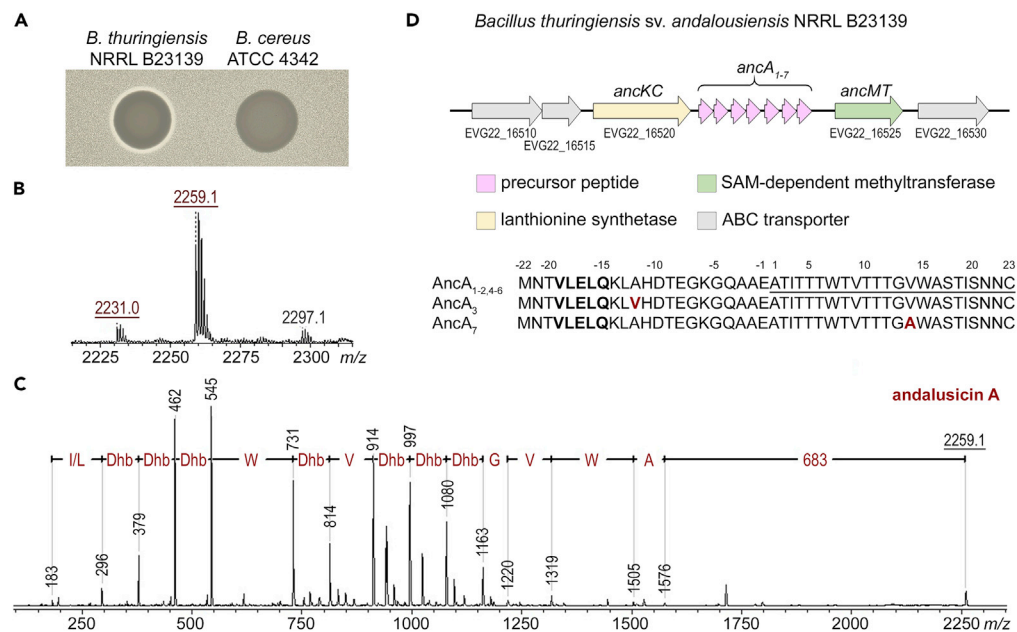 A
B. thuringiensis
NRRL B23139
B. cereus
ATCC 4342
B
2259.1
2231.0
2297.1
2225 2250 2275 2300 m/z
C
andalusicin A
I/L Dhb Dhb Dhb W Dhb V Dhb Dhb Dhb G V W A 683
183
296
379
462
545
731
814
914
997
1080
1163
1220
1319
1505
1576
2259.1
250 500 750 1000 1250 1500 1750 2000 2250 m/z
D
Bacillus thuringiensis sv. andalousiensis NRRL B23139
ancA1-7
ancKC
ancMT
EVG22_16510
EVG22_16515
EVG22_16520
EVG22_16525
EVG22_16530
precursor peptide
SAM-dependent methyltransferase
lanthionine synthetase
ABC transporter
-22 -20 -15 -10 -5 -1 1 5 10 15 20 23
AncA1-2,4-6 MNTVLELQKLAHDTEGKGQAAEATITTTWTVTTTGVWASTISNNC
AncA3 MNTVLELQKLVHDTEGKGQAAEATITTTWTVTTTGVWASTISNNC
AncA7 MNTVLELQKLAHDTEGKGQAAEATITTTWTVTTTGAWASTISNNC